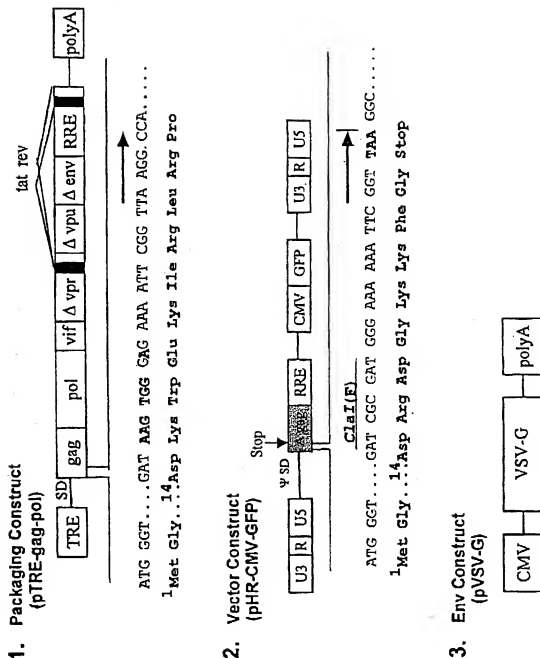 1. Packaging Construct
(pTRE-gag-pol)
tat rev
TRE SD gag pol vif Δ vpr Δ vpu Δ env RRE polyA
ATG GGT....GAT AAG TGG GAG AAA ATT CGG TTA AGG CCA.....
1Met Gly...14Asp Lys Trp Glu Lys Ile Arg Leu Arg Pro
2. Vector Construct
(pHR-CMV-GFP)
Stop
U3 R U5 Ψ SD RRE CMV GFP U3 R U5
ClaI(F)
ATG GGT....GAT CGC GAT GGG AAA AAA TTC GGT TAA GGC......
1Met Gly...14Asp Arg Asp Gly Lys Lys Phe Gly Stop
3. Env Construct
(pVSV-G)
CMV VSV-G polyA